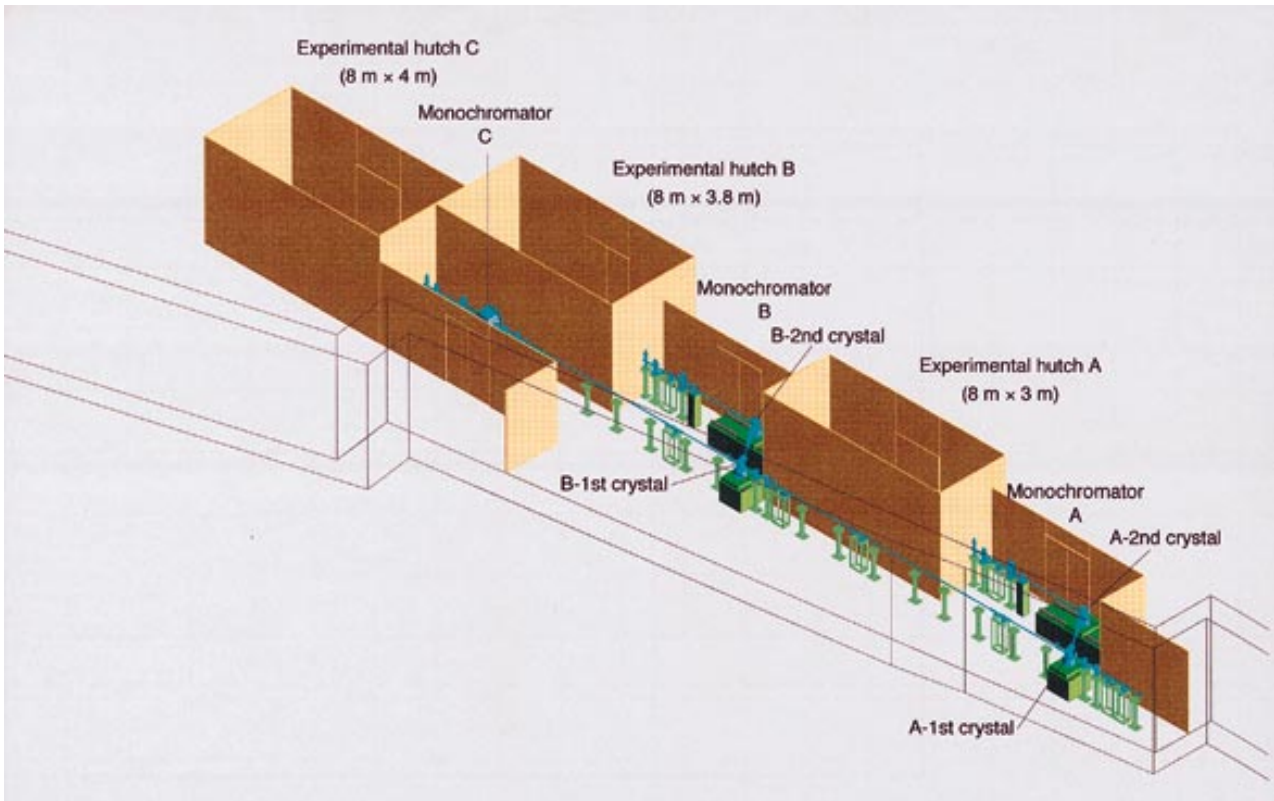 Experimental hutch C
(8 m × 4 m)
Monochromator
C
Experimental hutch B
(8 m × 3.8 m)
Monochromator
B
B-2nd crystal
Experimental hutch A
(8 m × 3 m)
B-1st crystal
Monochromator
A
A-2nd crystal
A-1st crystal